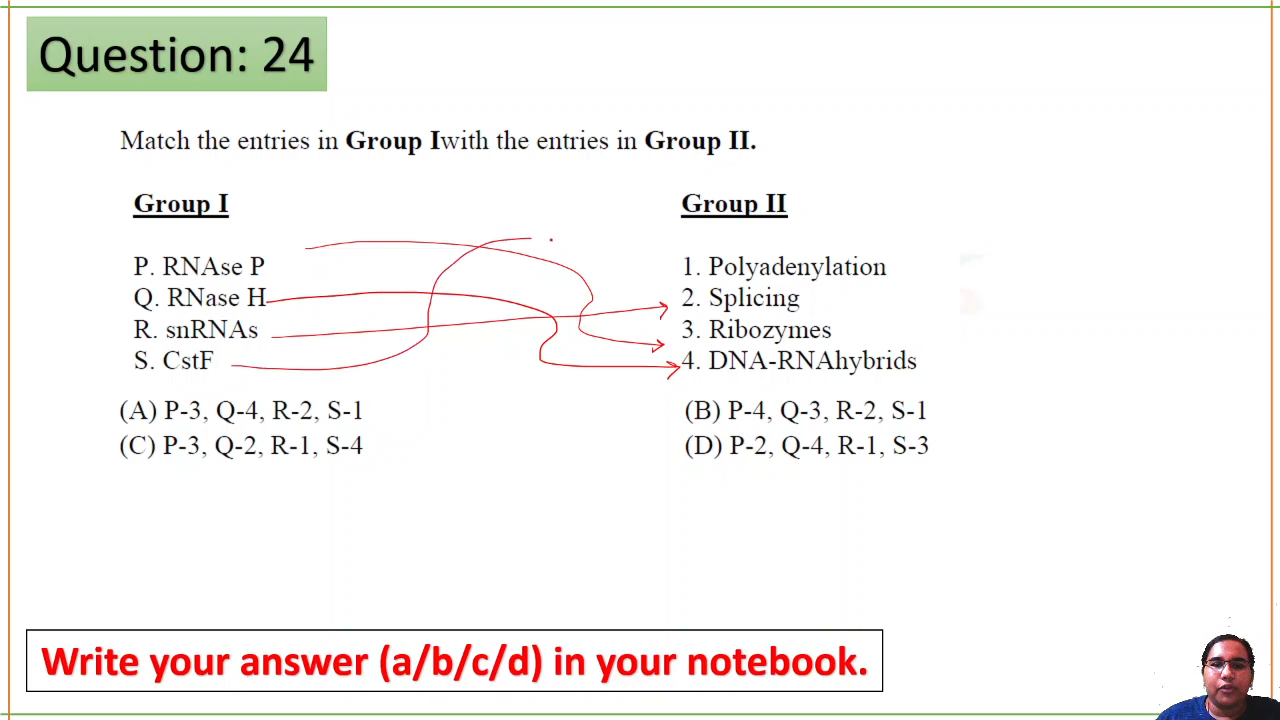 Question: 24
Match the entries in Group Iwith the entries in Group II.
Group I
Group II
P. RNAse P
1. Polyadenylation
Q. RNase H
2. Splicing
R. snRNAs
3. Ribozymes
S. CstF
4. DNA-RNAhybrids
(A) P-3, Q-4, R-2, S-1
(B) P-4, Q-3, R-2, S-1
(C) P-3, Q-2, R-1, S-4
(D) P-2, Q-4, R-1, S-3
Write your answer (a/b/c/d) in your notebook.